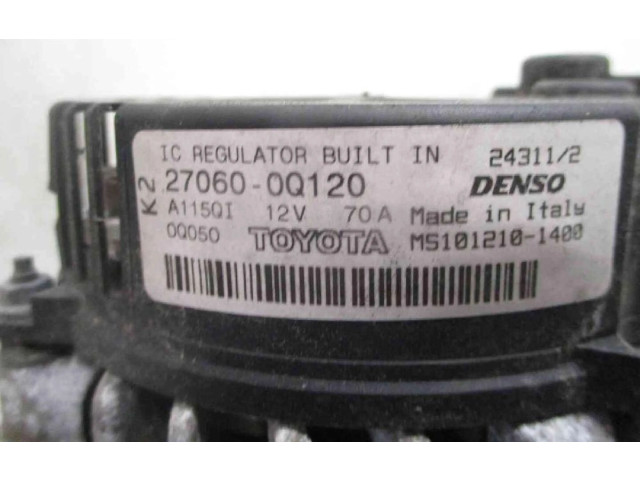 IC REGULATOR BUILT IN 24311/2
K2 27060-0Q120 DENSO
A115QI 12V 70A Made in Italy
0Q050 TOYOTA MS101210-1400